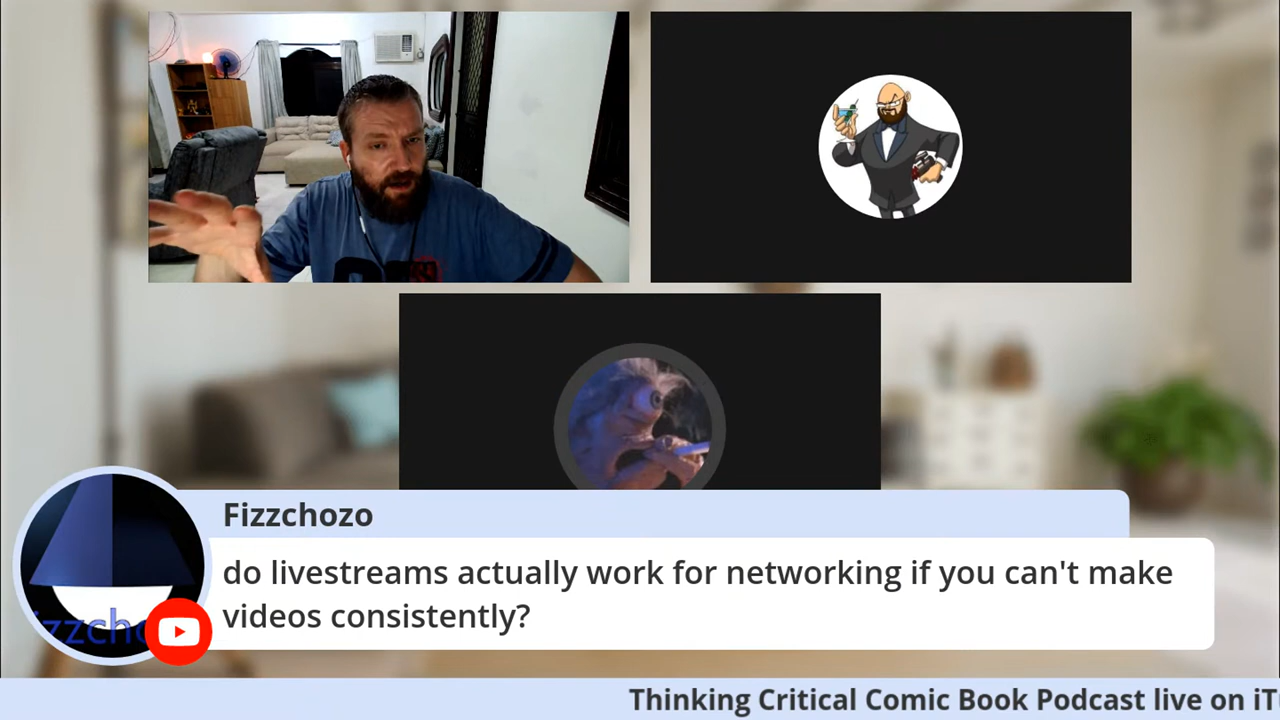 Fizzchozo
do livestreams actually work for networking if you can't make
videos consistently?
Thinking Critical Comic Book Podcast live on iT